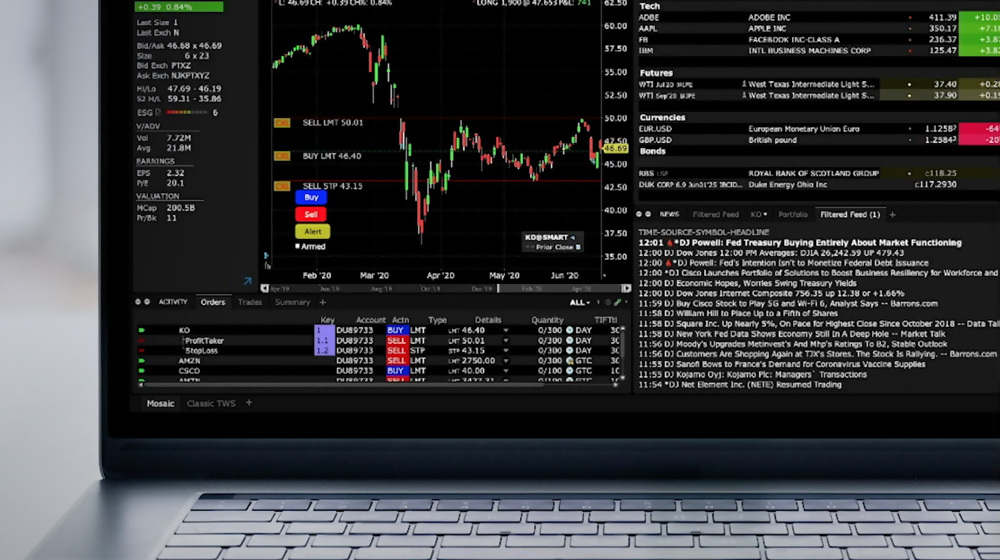 +0.39 0.84%
Last Size 1
Last Exch N
Bid/Ask 46.68 x 46.69
Size 6 x 23
Bid Exch PTXZ
Ask Exch NJKPTXYZ
Hi/Lo 47.69 - 46.19
52 H/L 59.31 - 35.86
ESG 6
V/ADV
Vol 7.72M
Avg 21.8M
EARNINGS
EPS 2.32
P/E 20.1
VALUATION
MCap 200.5B
Pr/Bk 11
L: 46.69 CH: +0.39 CH%: 0.84%
LONG 1,900 @ 47.653 P&L: 741
62.50
60.00
57.50
55.00
52.50
50.00
46.69
45.00
42.50
40.00
37.50
35.00
SELL LMT 50.01
BUY LMT 46.40
SELL STP 43.15
Buy
Sell
Alert
Armed
KO@SMART
Prior Close
Feb '20 Mar '20 Apr '20 May '20 Jun '20
ACTIVITY Orders Trades Summary + ALL
Key Account Actn Type Details Quantity TIF
KO 1 DU89733 BUY LMT LMT 46.40 0/300 DAY
ProfitTaker 1.1 DU89733 SELL LMT LMT 50.01 0/300 DAY
StopLoss 1.2 DU89733 SELL STP STP 43.15 0/300 DAY
AMZN DU89733 SELL LMT LMT 2750.00 0/100 GTC
CSCO DU89733 BUY LMT LMT 40.00 0/100 GTC
Mosaic Classic TWS +
Tech
ADBE ADOBE INC 411.39
AAPL APPLE INC 350.17
FB FACEBOOK INC-CLASS A 236.37
IBM INTL BUSINESS MACHINES CORP 125.47
Futures
WTI Jul'20 West Texas Intermediate Light S... 37.40
WTI Sep'20 West Texas Intermediate Light S... 37.90
Currencies
EUR.USD European Monetary Union Euro 1.1258
GBP.USD British pound 1.2584
Bonds
RBS ROYAL BANK OF SCOTLAND GROUP c118.25
DUK CORP 6.9 Jun01'25 Duke Energy Ohio Inc c117.2930
NEWS Filtered Feed KO Portfolio Filtered Feed (1) +
TIME-SOURCE-SYMBOL-HEADLINE
12:01 *DJ Powell: Fed Treasury Buying Entirely About Market Functioning
12:00 DJ Dow Jones 12:00 PM Averages: DJIA 26,242.59 UP 479.43
12:00 *DJ Powell: Fed's Intention Isn't to Monetize Federal Debt Issuance
12:00 *DJ Cisco Launches Portfolio of Solutions to Boost Business Resiliency for Workforce and
12:00 DJ Economic Hopes, Worries Swing Treasury Yields
12:00 DJ Dow Jones Internet Composite 756.35 up 12.38 or +1.66%
11:59 DJ Buy Cisco Stock to Play 5G and Wi-Fi 6, Analyst Says -- Barrons.com
11:58 DJ William Hill to Place Up to a Fifth of Shares
11:58 DJ Square Inc. Up Nearly 5%, On Pace for Highest Close Since October 2018 -- Data Tal
11:58 DJ New York Fed Data Shows Economy Still In A Deep Hole -- Market Talk
11:56 DJ Moody's Upgrades Metinvest's And Mhp's Ratings To B2, Stable Outlook
11:56 DJ Customers Are Shopping Again at TJX's Stores. The Stock Is Rallying. -- Barrons.com
11:53 DJ Sanofi Bows to France's Demand for Coronavirus Vaccine Supplies
11:55 DJ Kojamo Oyj: Kojamo Plc: Managers' Transactions
11:54 *DJ Net Element Inc. (NETE) Resumed Trading